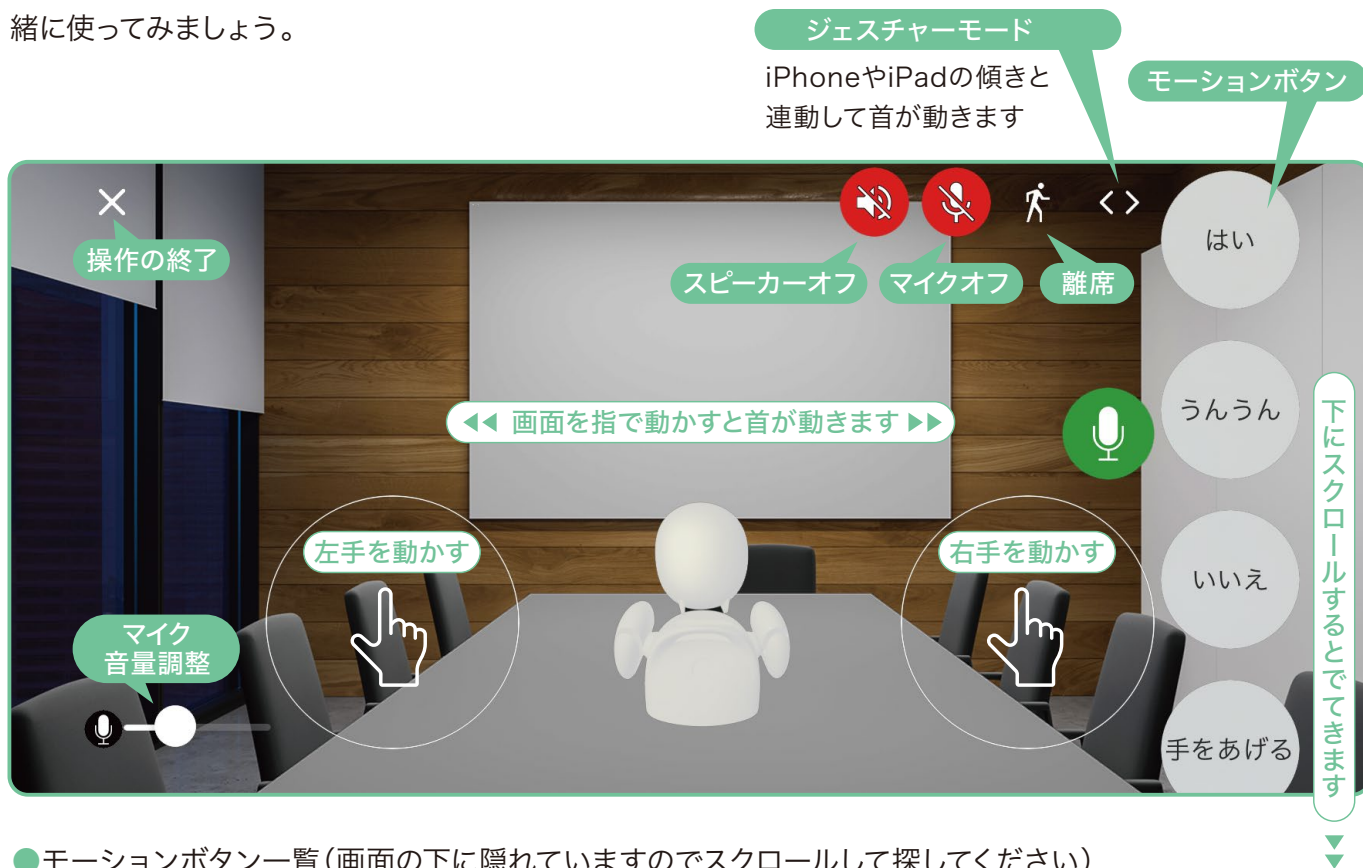 緒に使ってみましょう。
ジェスチャーモード
iPhoneやiPadの傾きと
連動して首が動きます
モーションボタン
操作の終了
スピーカーオフ
マイクオフ
離席
はい
◀◀ 画面を指で動かすと首が動きます ▶▶
うんうん
左手を動かす
右手を動かす
いいえ
マイク
音量調整
手をあげる
下にスクロールするとでてきます
▼
▼
●モーションボタン一覧(画面の下に隠れていますのでスクロールして探してください)